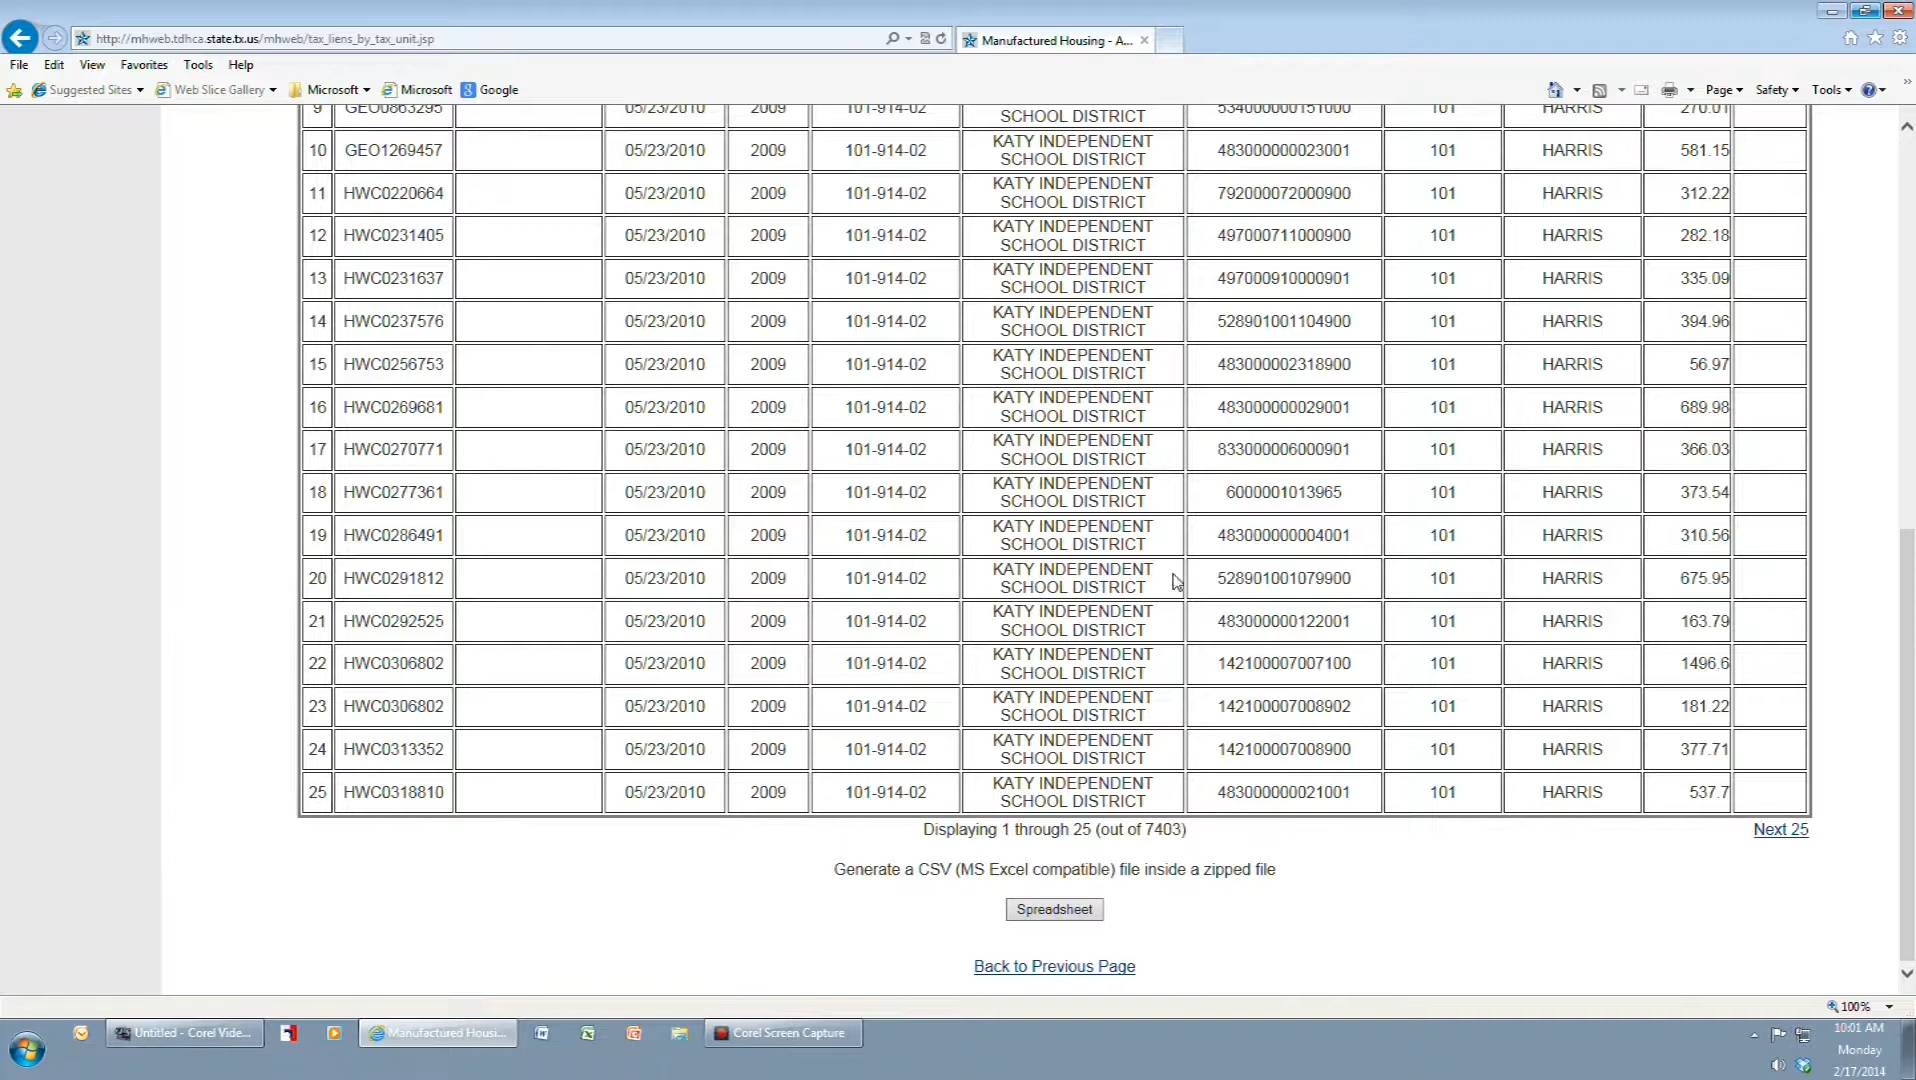 http://mhweb.tdhca.state.tx.us/mhweb/tax_liens_by_tax_unit.jsp
Manufactured Housing - A...
File Edit View Favorites Tools Help
Suggested Sites Web Slice Gallery Microsoft Microsoft Google
Page Safety Tools
9 GEO0863295 05/23/2010 2009 101-914-02 SCHOOL DISTRICT 534000000151000 101 HARRIS 270.01
KATY INDEPENDENT
10 GEO1269457 05/23/2010 2009 101-914-02 SCHOOL DISTRICT 483000000023001 101 HARRIS 581.15
KATY INDEPENDENT
11 HWC0220664 05/23/2010 2009 101-914-02 SCHOOL DISTRICT 792000072000900 101 HARRIS 312.22
KATY INDEPENDENT
12 HWC0231405 05/23/2010 2009 101-914-02 SCHOOL DISTRICT 497000711000900 101 HARRIS 282.18
KATY INDEPENDENT
13 HWC0231637 05/23/2010 2009 101-914-02 SCHOOL DISTRICT 497000910000901 101 HARRIS 335.09
KATY INDEPENDENT
14 HWC0237576 05/23/2010 2009 101-914-02 SCHOOL DISTRICT 528901001104900 101 HARRIS 394.96
KATY INDEPENDENT
15 HWC0256753 05/23/2010 2009 101-914-02 SCHOOL DISTRICT 483000002318900 101 HARRIS 56.97
KATY INDEPENDENT
16 HWC0269681 05/23/2010 2009 101-914-02 SCHOOL DISTRICT 483000000029001 101 HARRIS 689.98
KATY INDEPENDENT
17 HWC0270771 05/23/2010 2009 101-914-02 SCHOOL DISTRICT 833000006000901 101 HARRIS 366.03
KATY INDEPENDENT
18 HWC0277361 05/23/2010 2009 101-914-02 SCHOOL DISTRICT 6000001013965 101 HARRIS 373.54
KATY INDEPENDENT
19 HWC0286491 05/23/2010 2009 101-914-02 SCHOOL DISTRICT 483000000004001 101 HARRIS 310.56
KATY INDEPENDENT
20 HWC0291812 05/23/2010 2009 101-914-02 SCHOOL DISTRICT 528901001079900 101 HARRIS 675.95
KATY INDEPENDENT
21 HWC0292525 05/23/2010 2009 101-914-02 SCHOOL DISTRICT 483000000122001 101 HARRIS 163.79
KATY INDEPENDENT
22 HWC0306802 05/23/2010 2009 101-914-02 SCHOOL DISTRICT 142100007007100 101 HARRIS 1496.6
KATY INDEPENDENT
23 HWC0306802 05/23/2010 2009 101-914-02 SCHOOL DISTRICT 142100007008902 101 HARRIS 181.22
KATY INDEPENDENT
24 HWC0313352 05/23/2010 2009 101-914-02 SCHOOL DISTRICT 142100007008900 101 HARRIS 377.71
KATY INDEPENDENT
25 HWC0318810 05/23/2010 2009 101-914-02 SCHOOL DISTRICT 483000000021001 101 HARRIS 537.7
Displaying 1 through 25 (out of 7403) Next 25
Generate a CSV (MS Excel compatible) file inside a zipped file
Spreadsheet
Back to Previous Page
100%
Untitled - Corel Vide... Manufactured Housi... Corel Screen Capture
10:01 AM
Monday
2/17/2014